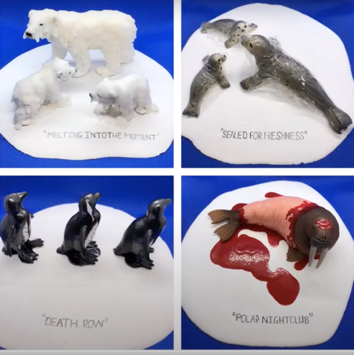 "MELTING INTO THE MOMENT"
"SEALED FOR FRESHNESS"
"DEATH ROW"
"POLAR NIGHTCLUB"